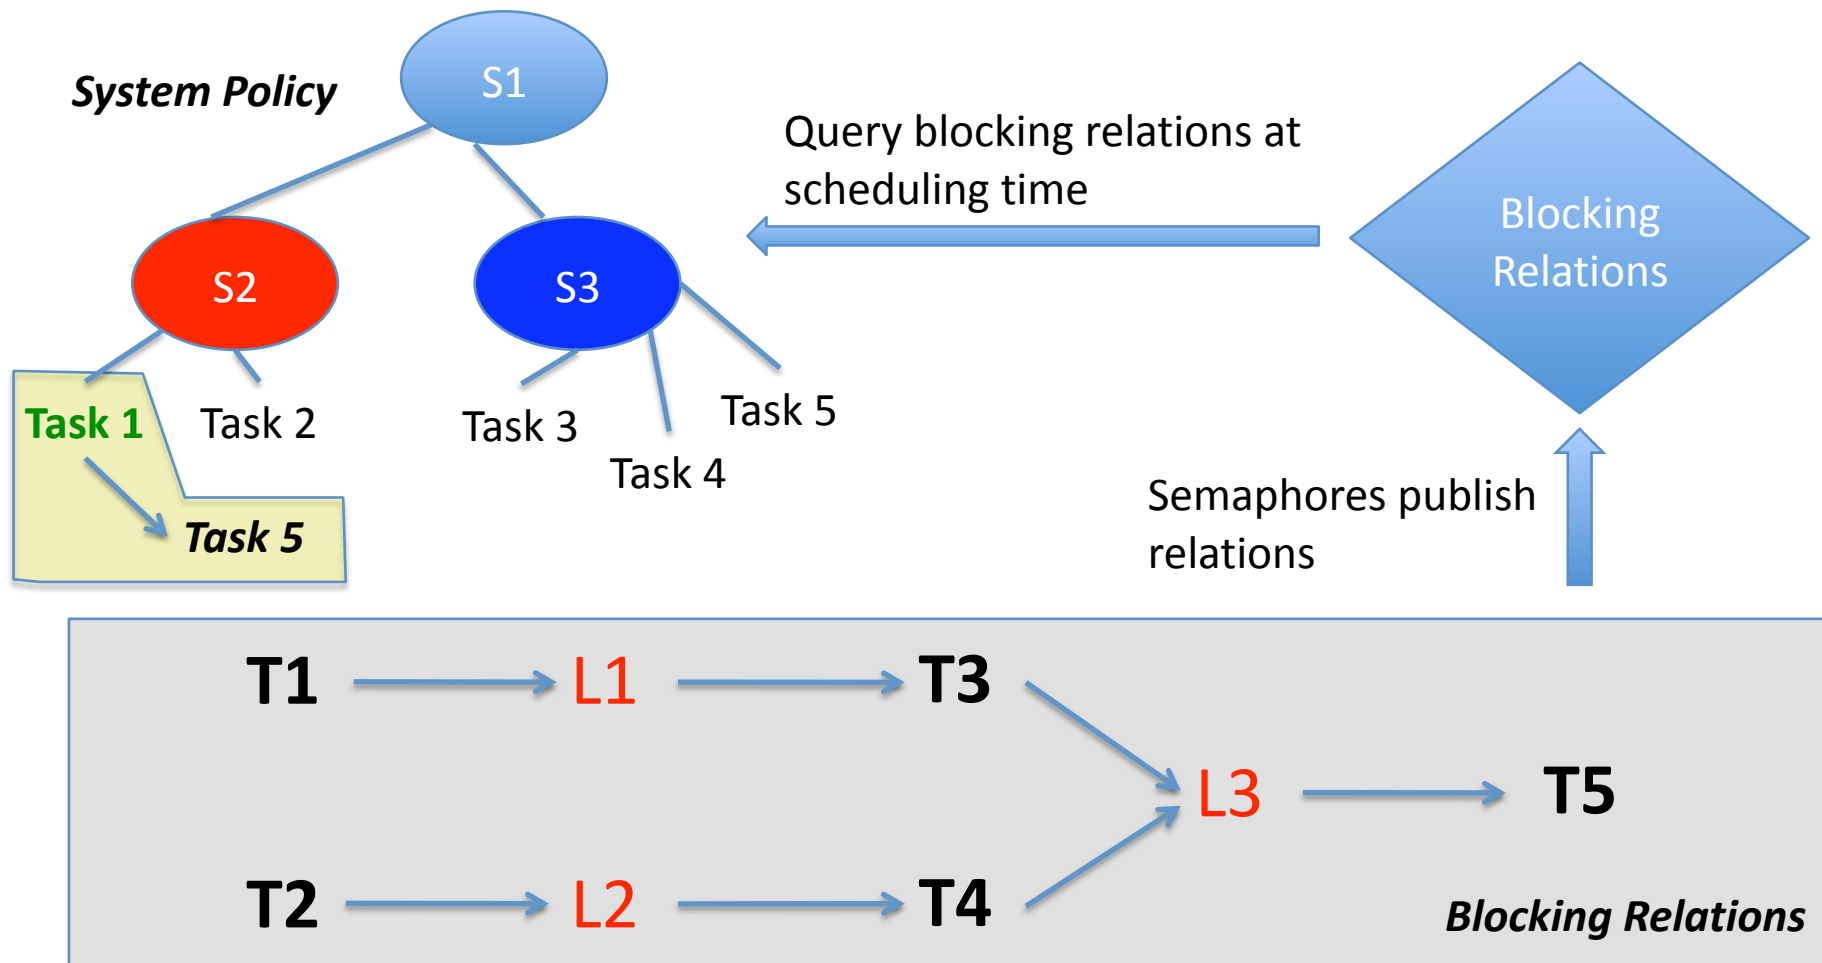 System Policy
S1
Query blocking relations at
scheduling time
Blocking
Relations
S2
S3
Task 1
Task 2
Task 3
Task 4
Task 5
Task 5
Semaphores publish
relations
T1
L1
T3
L3
T5
T2
L2
T4
Blocking Relations